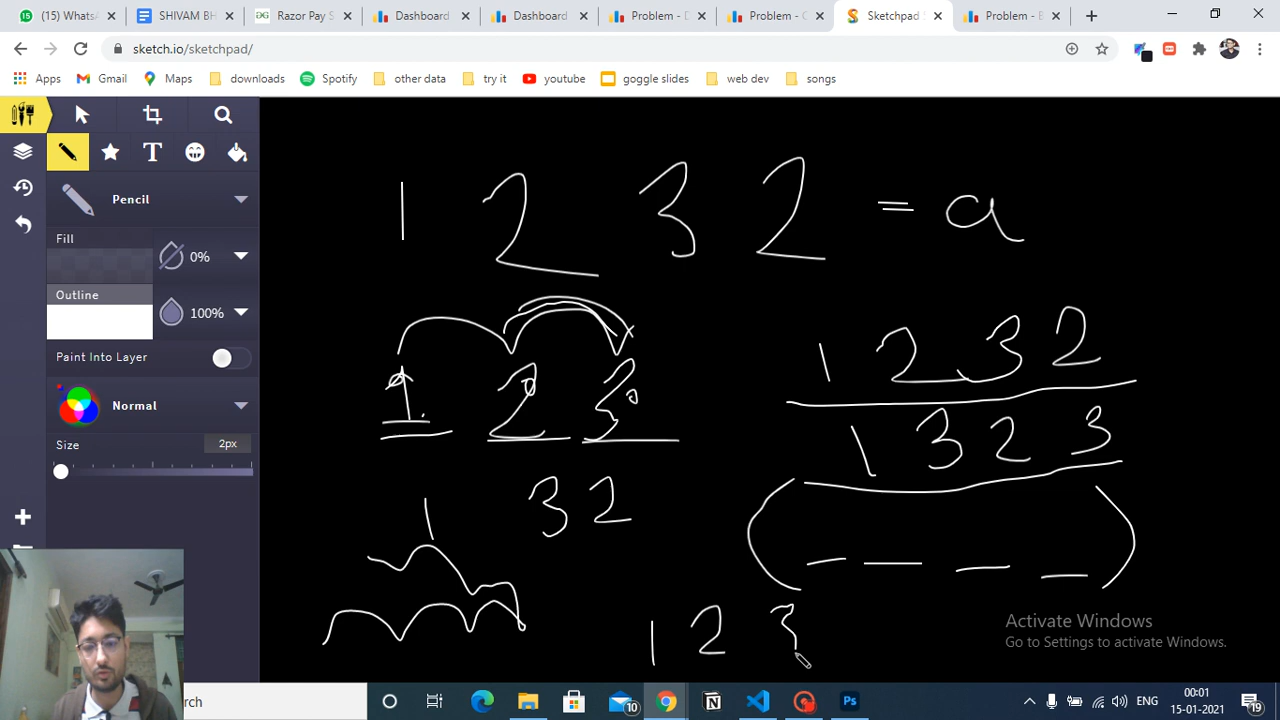 (15) WhatsA
SHIVAM BH
Razor Pay S
Dashboard
Dashboard
Problem - D
Problem - C
Sketchpad
Problem - B
sketch.io/sketchpad/
Apps
Gmail
Maps
downloads
Spotify
other data
try it
youtube
goggle slides
web dev
songs
Pencil
Fill
0%
Outline
100%
Paint Into Layer
Normal
Size
2px
1 2 3 2 = a
1 2 3
1 2 3 2
1 3 2 3
3 2
1
1 2 3
Activate Windows
Go to Settings to activate Windows.
rch
10
ENG
00:01
15-01-2021
19